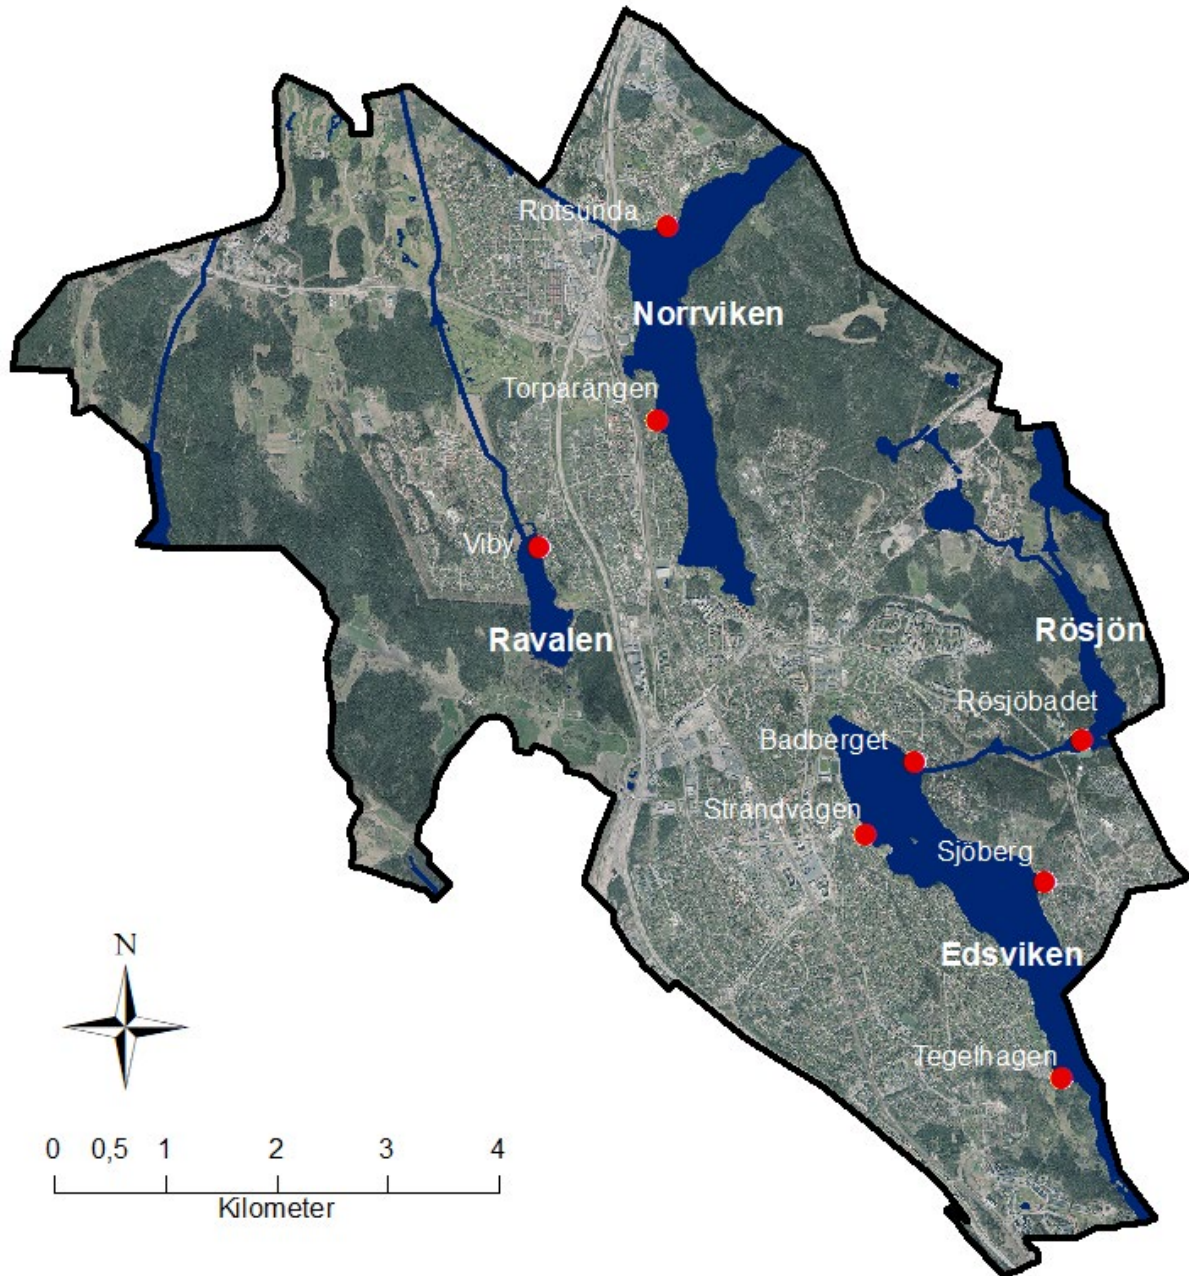 Rotsunda
Norrviken
Torparängen
Viby
Ravalen
Rösjön
Rösjöbadet
Badberget
Strandvägen
Sjöberg
Edsviken
N
Tegelhagen
0 0,5 1 2 3 4
Kilometer